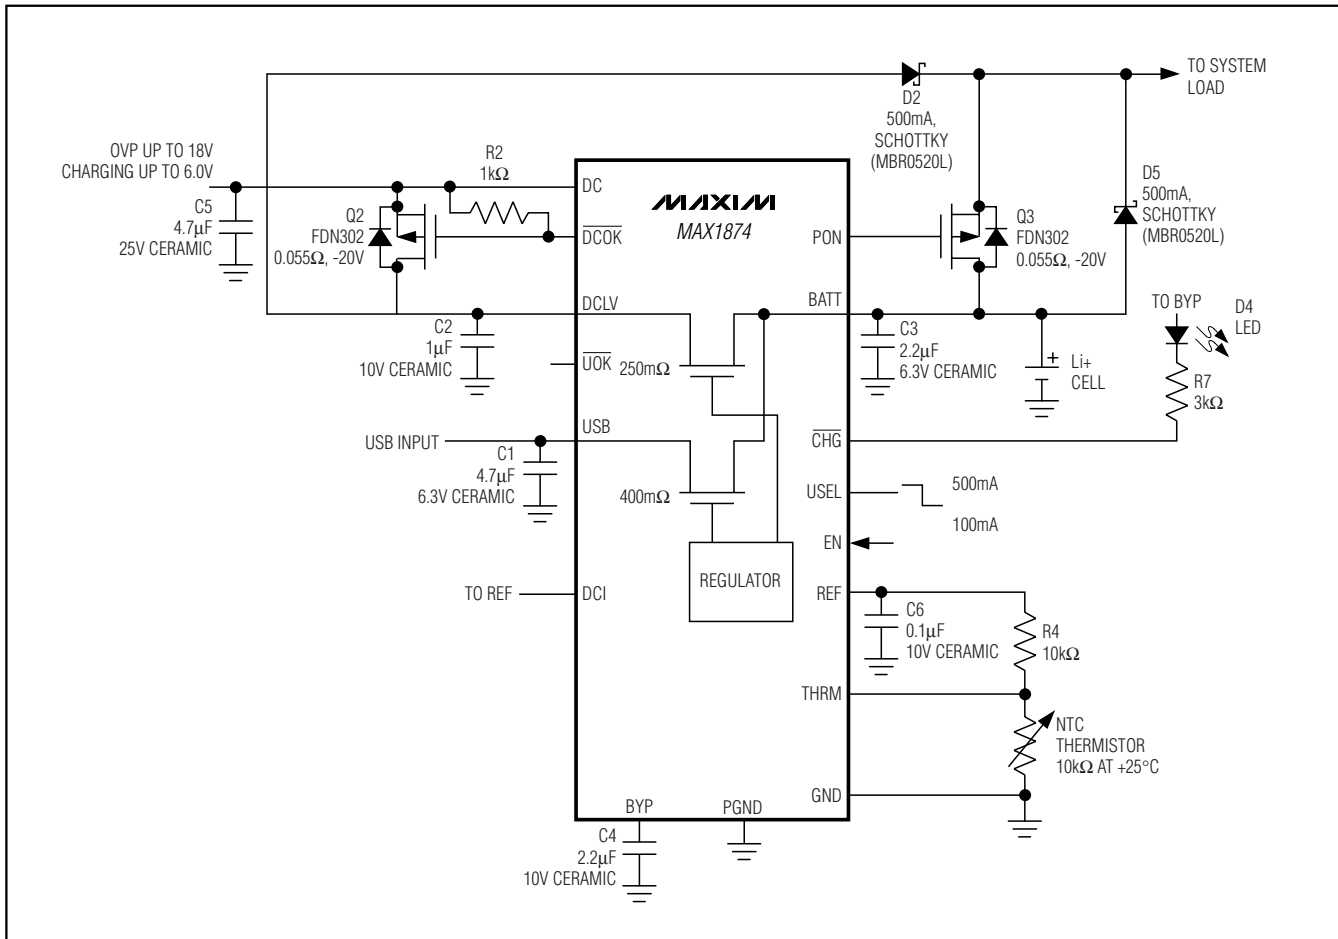 TO SYSTEM
LOAD
D2
500mA,
SCHOTTKY
(MBR0520L)
OVP UP TO 18V
CHARGING UP TO 6.0V
R2
1kΩ
C5
4.7μF
25V CERAMIC
Q2
FDN302
0.055Ω, -20V
DC
DCOK
MAXIM
MAX1874
PON
Q3
FDN302
0.055Ω, -20V
D5
500mA,
SCHOTTKY
(MBR0520L)
DCLV
BATT
C2
1μF
10V CERAMIC
UOK
250mΩ
C3
2.2μF
6.3V CERAMIC
+
Li+
CELL
TO BYP
D4
LED
R7
3kΩ
USB INPUT
USB
C1
4.7μF
6.3V CERAMIC
400mΩ
CHG
USEL
500mA
100mA
EN
REGULATOR
TO REF
DCI
REF
C6
0.1μF
10V CERAMIC
R4
10kΩ
THRM
NTC
THERMISTOR
10kΩ AT +25°C
GND
BYP
PGND
C4
2.2μF
10V CERAMIC